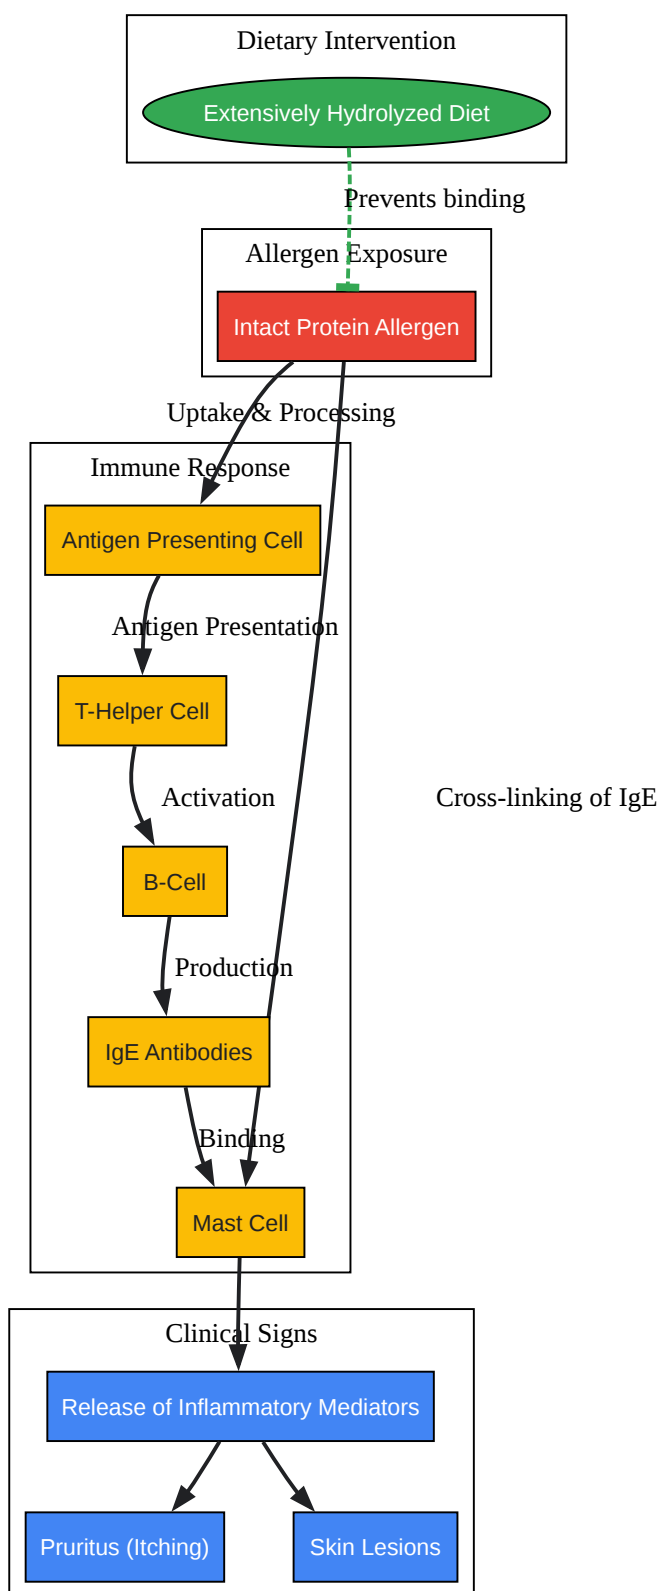 Dietary Intervention
Extensively Hydrolyzed Diet
Prevents binding
Allergen Exposure
Intact Protein Allergen
Uptake & Processing
Immune Response
Antigen Presenting Cell
Antigen Presentation
T-Helper Cell
Activation
Cross-linking of IgE
B-Cell
Production
IgE Antibodies
Binding
Mast Cell
Clinical Signs
Release of Inflammatory Mediators
Pruritus (Itching)
Skin Lesions